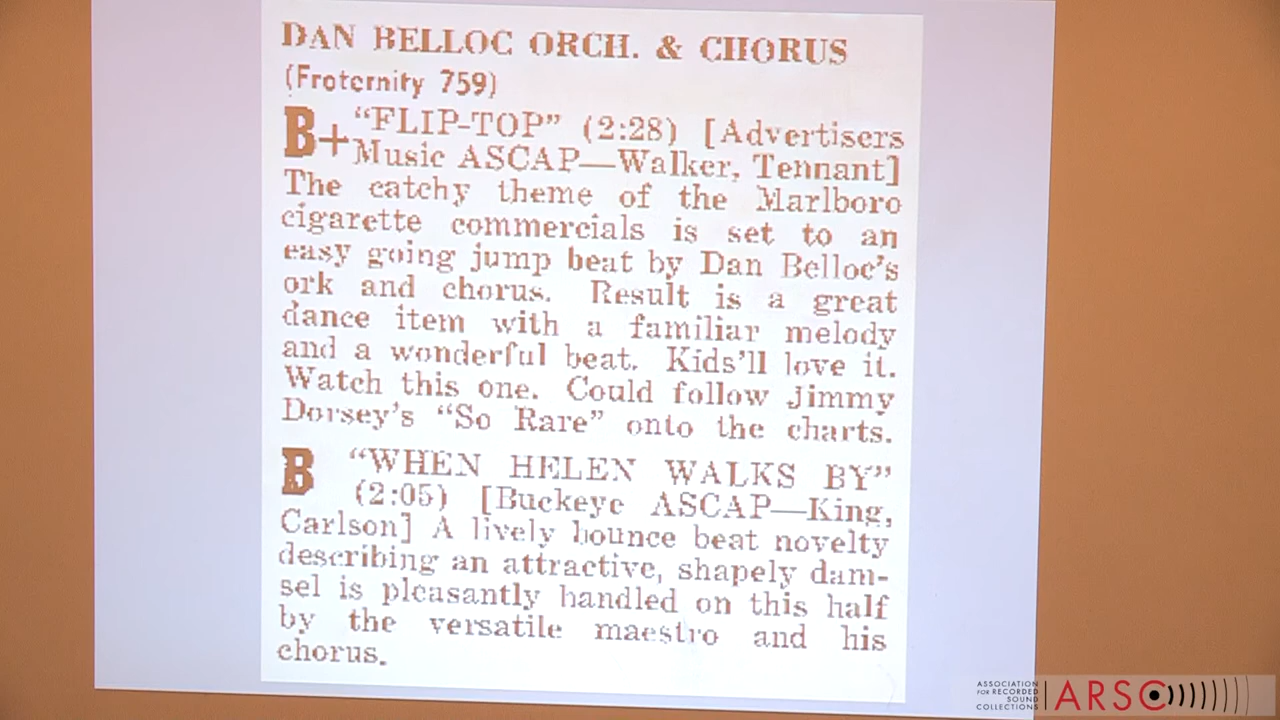 DAN BELLOC ORCH. & CHORUS
(Fraternity 759)
B+ "FLIP-TOP" (2:28) [Advertisers
Music ASCAP—Walker, Tennant]
The catchy theme of the Marlboro
cigarette commercials is set to an
easy going jump beat by Dan Belloc's
ork and chorus. Result is a great
dance item with a familiar melody
and a wonderful beat. Kids'll love it.
Watch this one. Could follow Jimmy
Dorsey's "So Rare" onto the charts.
B "WHEN HELEN WALKS BY"
(2:05) [Buckeye ASCAP—King,
Carlson] A lively bounce beat novelty
describing an attractive, shapely dam-
sel is pleasantly handled on this half
by the versatile maestro and his
chorus.
ASSOCIATION
FOR RECORDED
SOUND
COLLECTIONS
ARSC